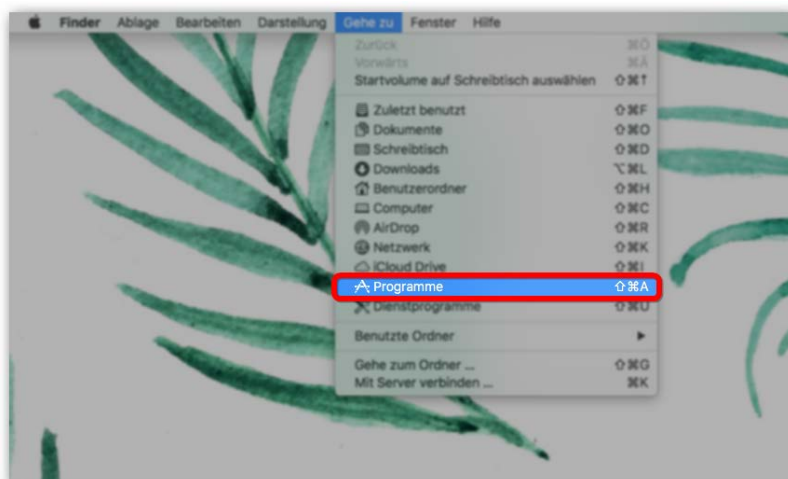 Finder Ablage Bearbeiten Darstellung Gehe zu Fenster Hilfe
Zurück ⌘Ö
Vorwärts ⌘Ä
Startvolume auf Schreibtisch auswählen ⇧⌘↑
Zuletzt benutzt ⇧⌘F
Dokumente ⇧⌘O
Schreibtisch ⇧⌘D
Downloads ⌥⌘L
Benutzerordner ⇧⌘H
Computer ⇧⌘C
AirDrop ⇧⌘R
Netzwerk ⇧⌘K
iCloud Drive ⇧⌘I
Programme ⇧⌘A
Dienstprogramme ⇧⌘U
Benutzte Ordner
Gehe zum Ordner ... ⇧⌘G
Mit Server verbinden ... ⌘K